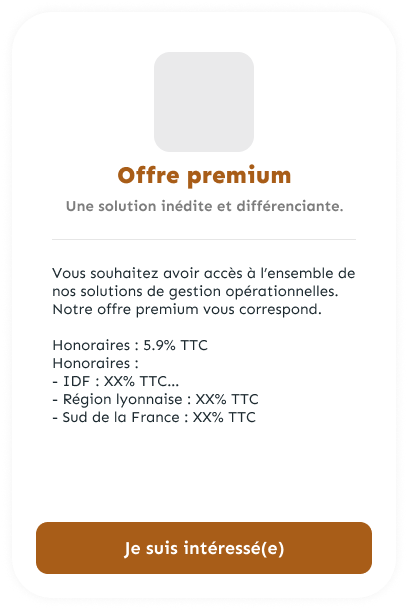 Offre premium
Une solution inédite et différenciante.
Vous souhaitez avoir accès à l’ensemble de
nos solutions de gestion opérationnelles.
Notre offre premium vous correspond.
Honoraires : 5.9% TTC
Honoraires :
- IDF : XX% TTC...
- Région lyonnaise : XX% TTC
- Sud de la France : XX% TTC
Je suis intéressé(e)